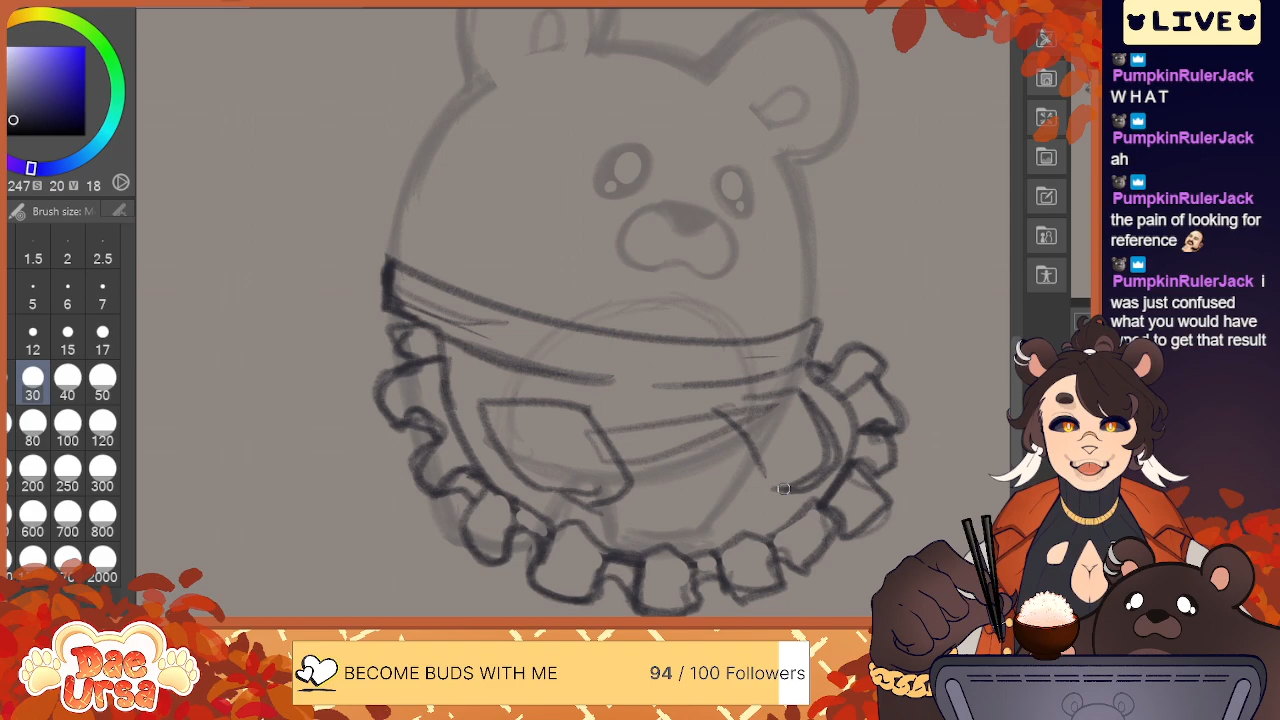 LIVE
PumpkinRulerJack
W H A T
PumpkinRulerJack
ah
PumpkinRulerJack
the pain of looking for
reference
PumpkinRulerJack i
was just confused
what you would have
to get that result
247 S 20 V 18
Brush size: M
1.5 2 2.5
5 6 7
12 15 17
30 40 50
80 100 120
200 250 300
600 700 800
2000
Dae
Ursa
BECOME BUDS WITH ME
94 / 100 Followers